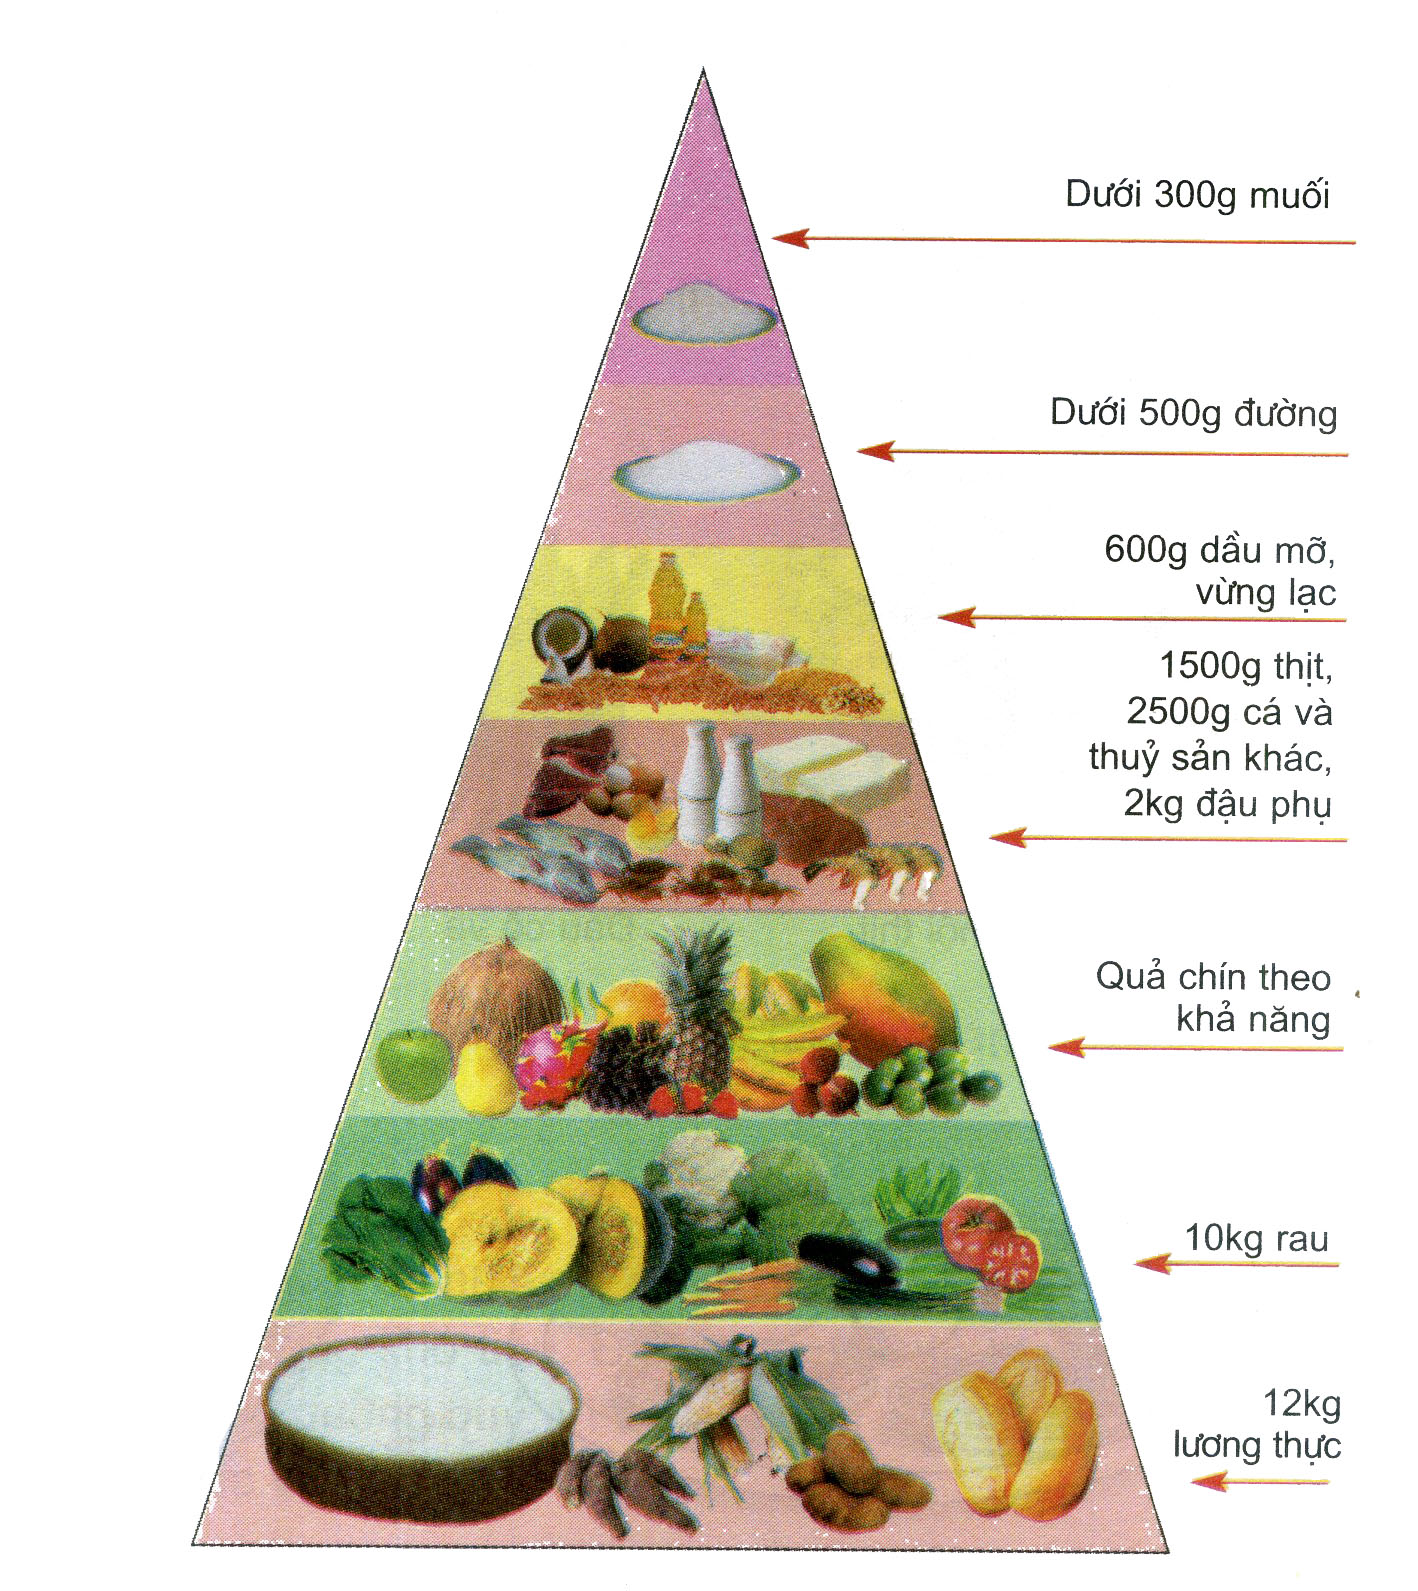 Dưới 300g muối
Dưới 500g đường
600g dầu mỡ,
vừng lạc
1500g thịt,
2500g cá và
thuỷ sản khác,
2kg đậu phụ
Quả chín theo
khả năng
10kg rau
12kg
lương thực